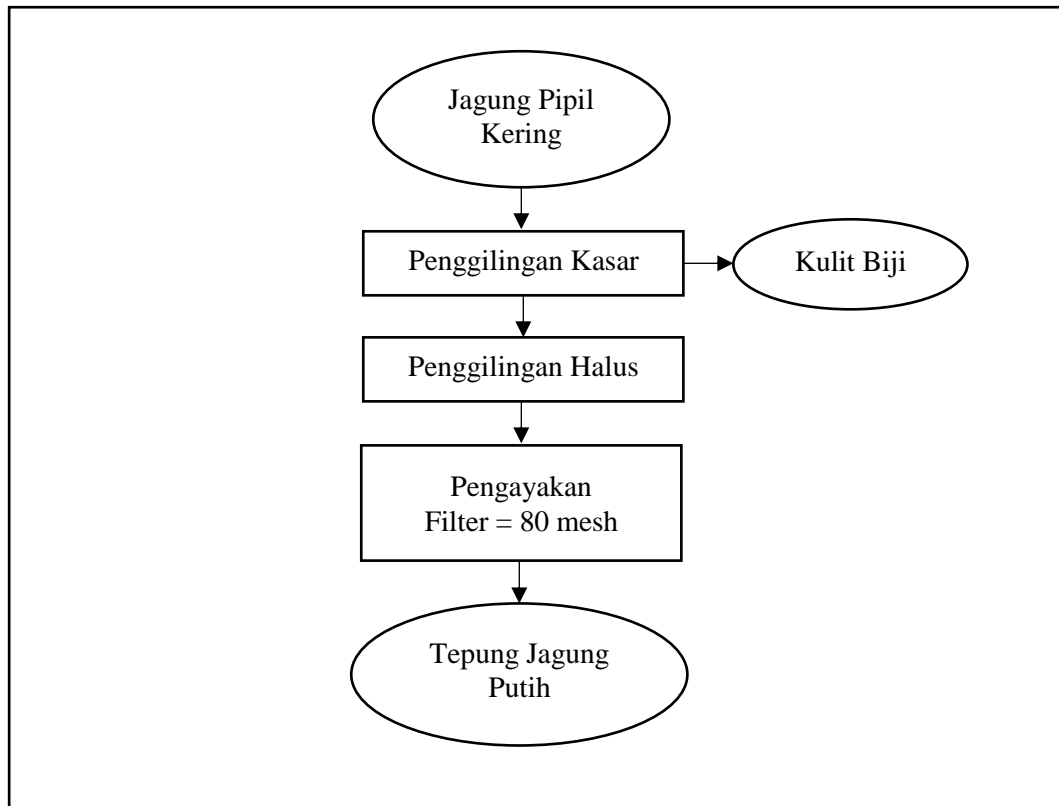 Jagung Pipil
Kering
Penggilingan Kasar
Kulit Biji
Penggilingan Halus
Pengayakan
Filter = 80 mesh
Tepung Jagung
Putih